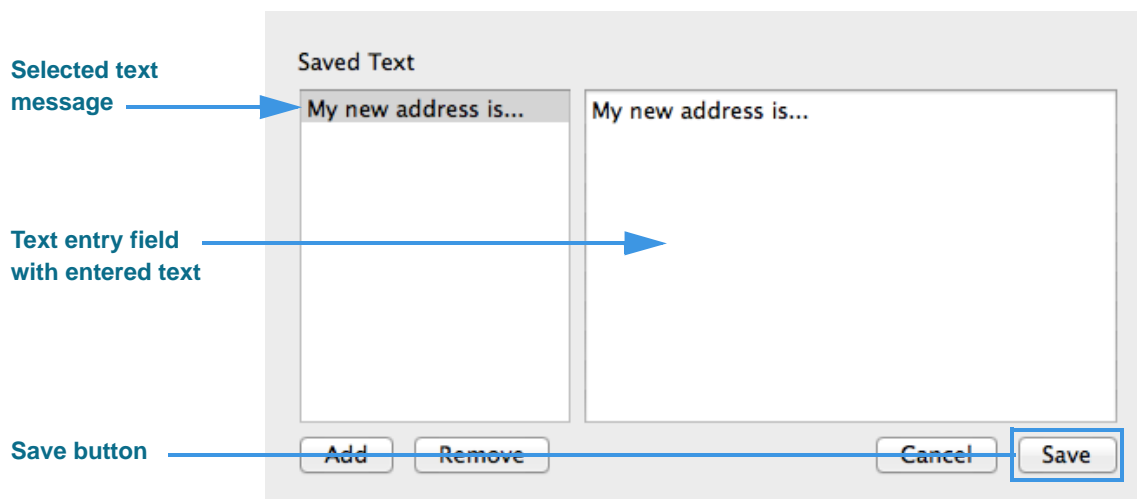 Saved Text
Selected text
message
My new address is...
My new address is...
Text entry field
with entered text
Save button
Add
Remove
Cancel
Save